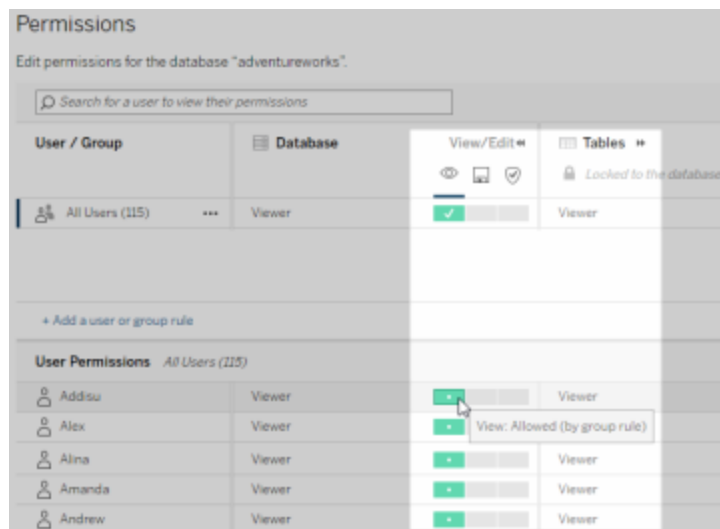 Permissions
Edit permissions for the database "adventureworks".
Search for a user to view their permissions
User / Group Database View/Edit Tables
Locked to the database
All Users (115) ••• Viewer Viewer
+ Add a user or group rule
User Permissions All Users (115)
Addisu Viewer Viewer
Alex Viewer View: Allowed (by group rule)
Alina Viewer Viewer
Amanda Viewer Viewer
Andrew Viewer Viewer